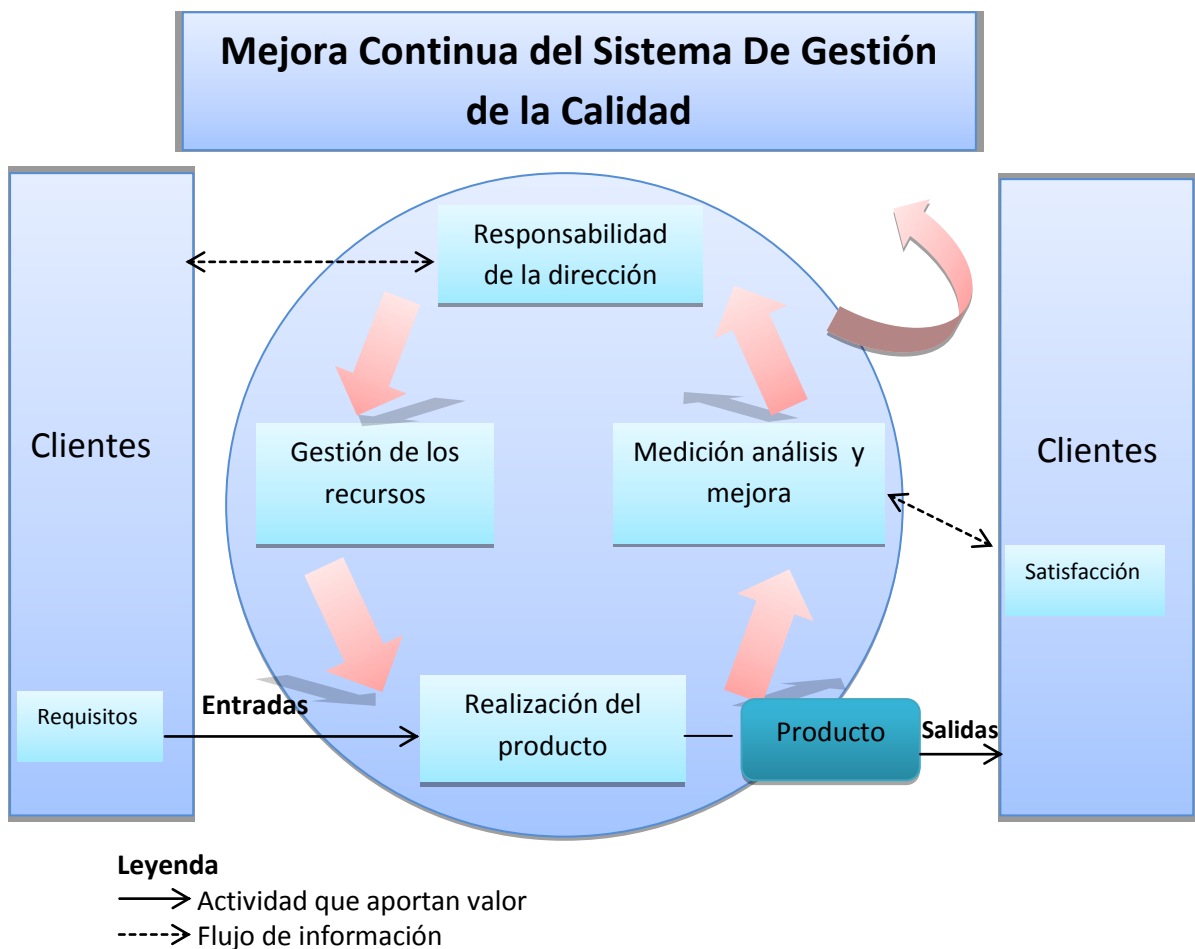 Mejora Continua del Sistema De Gestión
de la Calidad
Responsabilidad
de la dirección
Clientes
Gestión de los
recursos
Medición análisis y
mejora
Clientes
Satisfacción
Requisitos
Entradas
Realización del
producto
Producto
Salidas
Leyenda
Actividad que aportan valor
Flujo de información